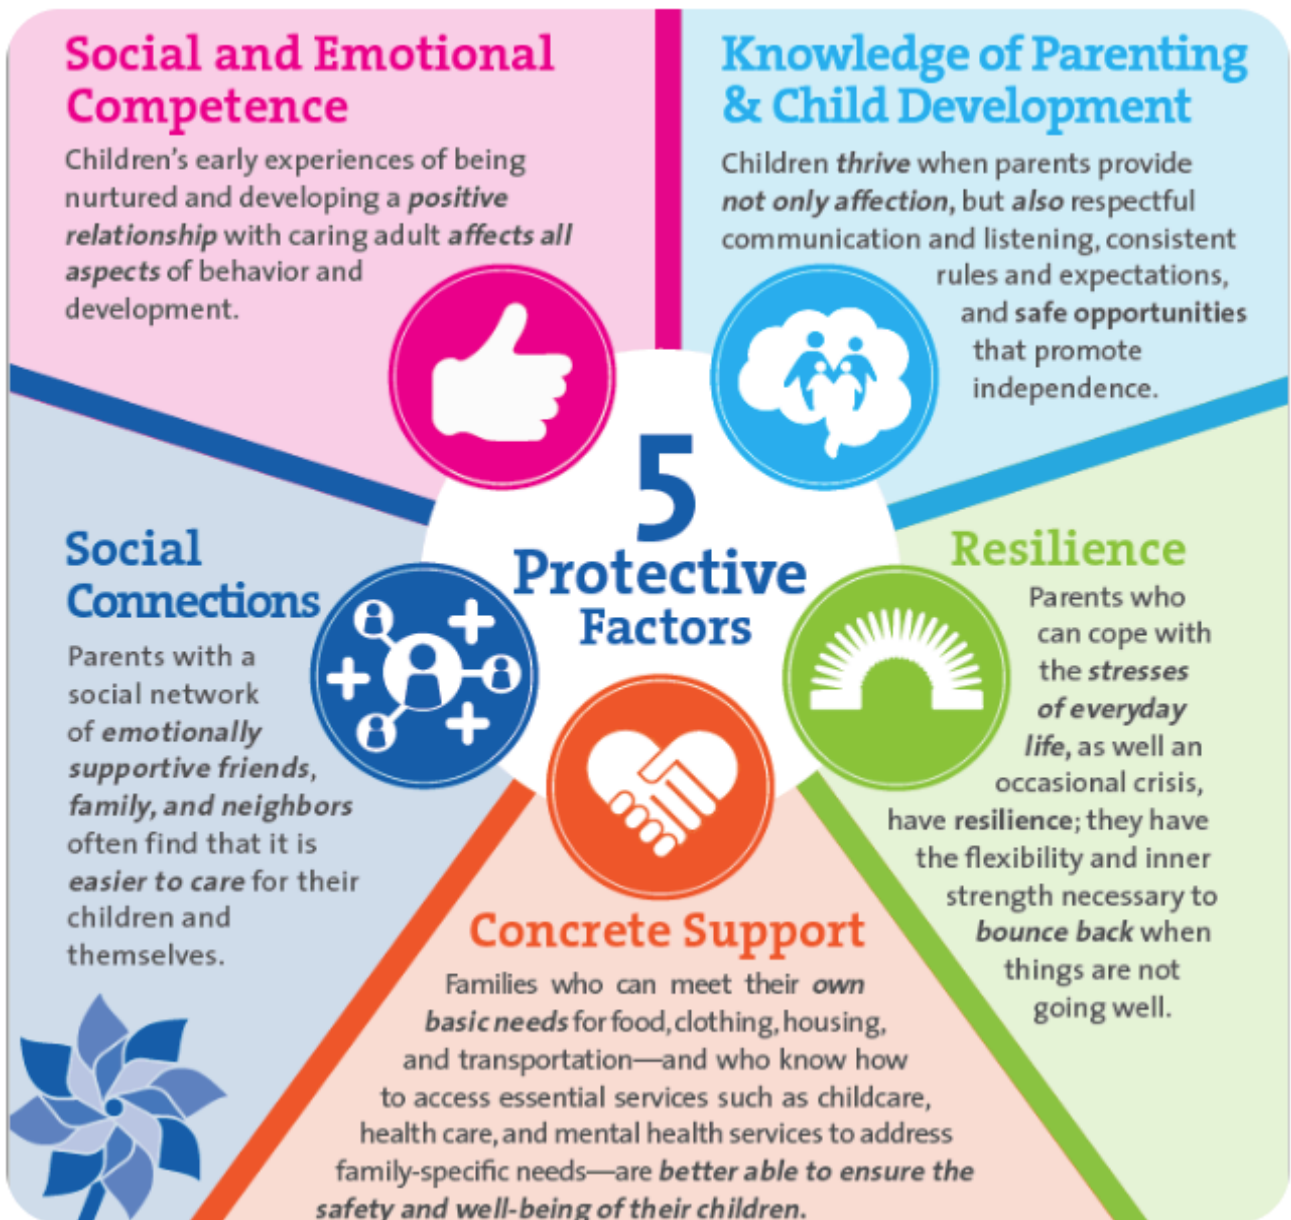 Social and Emotional
Competence
Children's early experiences of being
nurtured and developing a positive
relationship with caring adult affects all
aspects of behavior and
development.
Knowledge of Parenting
& Child Development
Children thrive when parents provide
not only affection, but also respectful
communication and listening, consistent
rules and expectations,
and safe opportunities
that promote
independence.
5
Protective
Factors
Social
Connections
Parents with a
social network
of emotionally
supportive friends,
family, and neighbors
often find that it is
easier to care for their
children and
themselves.
Resilience
Parents who
can cope with
the stresses
of everyday
life, as well an
occasional crisis,
have resilience; they have
the flexibility and inner
strength necessary to
bounce back when
things are not
going well.
Concrete Support
Families who can meet their own
basic needs for food, clothing, housing,
and transportation—and who know how
to access essential services such as childcare,
health care, and mental health services to address
family-specific needs—are better able to ensure the
safety and well-being of their children.